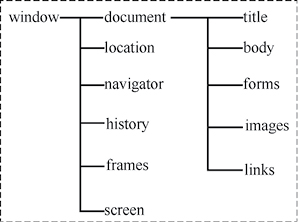 window document title
location body
navigator forms
history images
frames links
screen